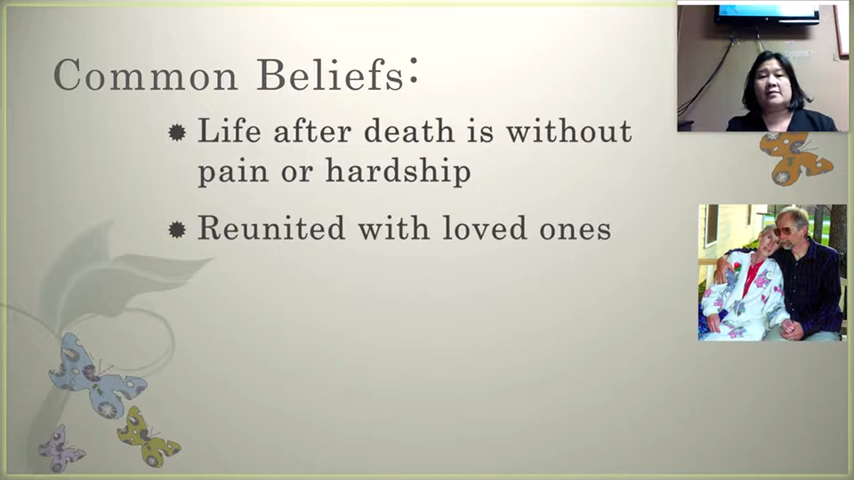 Common Beliefs:
Life after death is without
pain or hardship
Reunited with loved ones